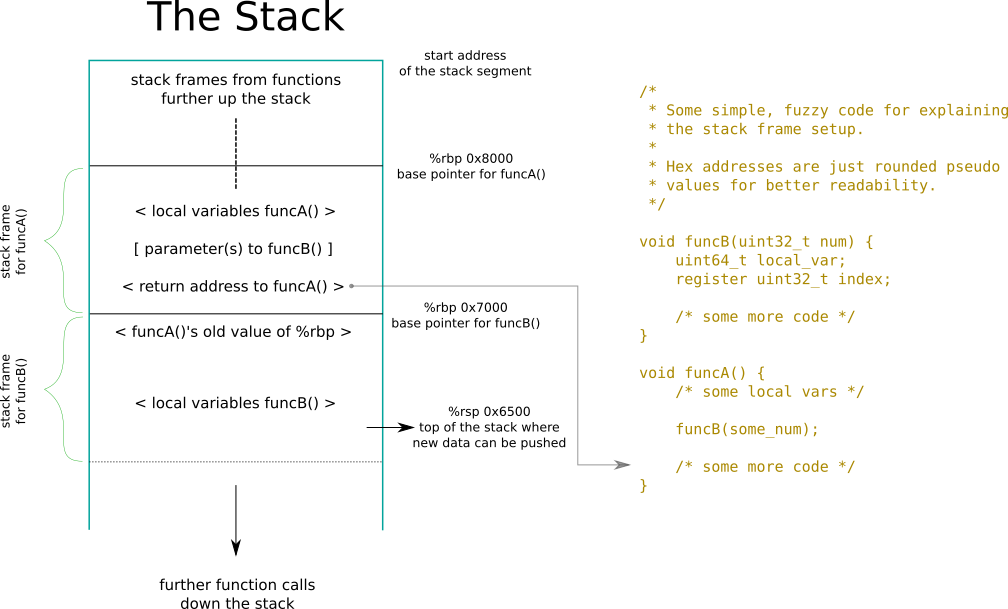 The Stack
start address
of the stack segment
stack frames from functions
further up the stack
%rbp 0x8000
base pointer for funcA()
stack frame
for funcA()
< local variables funcA() >
[ parameter(s) to funcB() ]
< return address to funcA() >
%rbp 0x7000
base pointer for funcB()
stack frame
for funcB()
< funcA()'s old value of %rbp >
< local variables funcB() >
%rsp 0x6500
top of the stack where
new data can be pushed
further function calls
down the stack
/*
 * Some simple, fuzzy code for explaining
 * the stack frame setup.
 *
 * Hex addresses are just rounded pseudo
 * values for better readability.
 */
void funcB(uint32_t num) {
    uint64_t local_var;
    register uint32_t index;
    /* some more code */
}
void funcA() {
    /* some local vars */
    funcB(some_num);
    /* some more code */
}